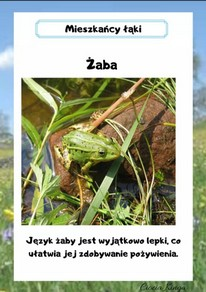 Mieszkańcy łąki
Żaba
Język żaby jest wyjątkowo lepki, co
ułatwia jej zdobywanie pożywienia.